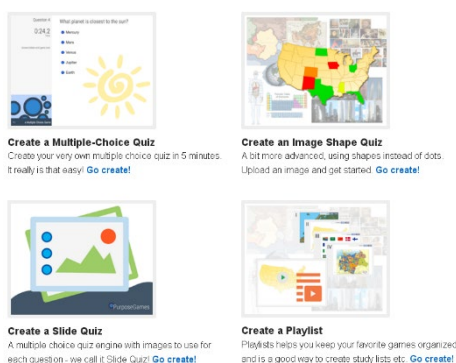 Question 4
What planet is closest to the sun?
0:24.2
Mercury
Mars
Venus
Jupiter
Earth
Create a Multiple-Choice Quiz
Create your very own multiple choice quiz in 5 minutes.
It really is that easy! Go create!
Create an Image Shape Quiz
A bit more advanced, using shapes instead of dots.
Upload an image and get started. Go create!
PurposeGames
Create a Slide Quiz
A multiple choice quiz engine with images to use for
each question - we call it Slide Quiz! Go create!
Create a Playlist
Playlists helps you keep your favorite games organized
and is a good way to create study lists etc. Go create!